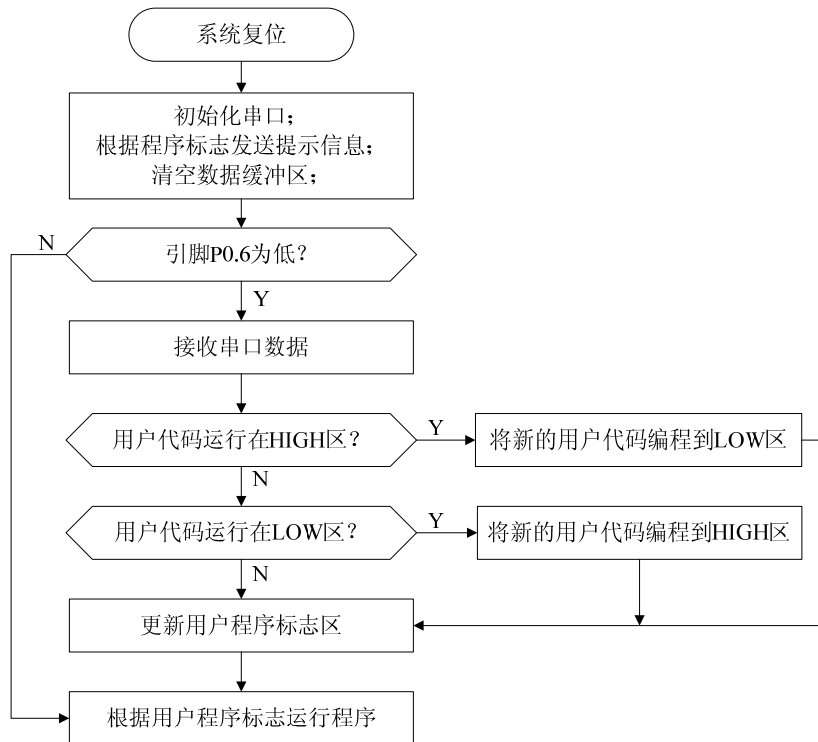 系统复位
初始化串口；
根据程序标志发送提示信息；
清空数据缓冲区；
N
引脚P0.6为低？
Y
接收串口数据
用户代码运行在HIGH区？
Y
将新的用户代码编程到LOW区
N
用户代码运行在LOW区？
Y
将新的用户代码编程到HIGH区
N
更新用户程序标志区
根据用户程序标志运行程序